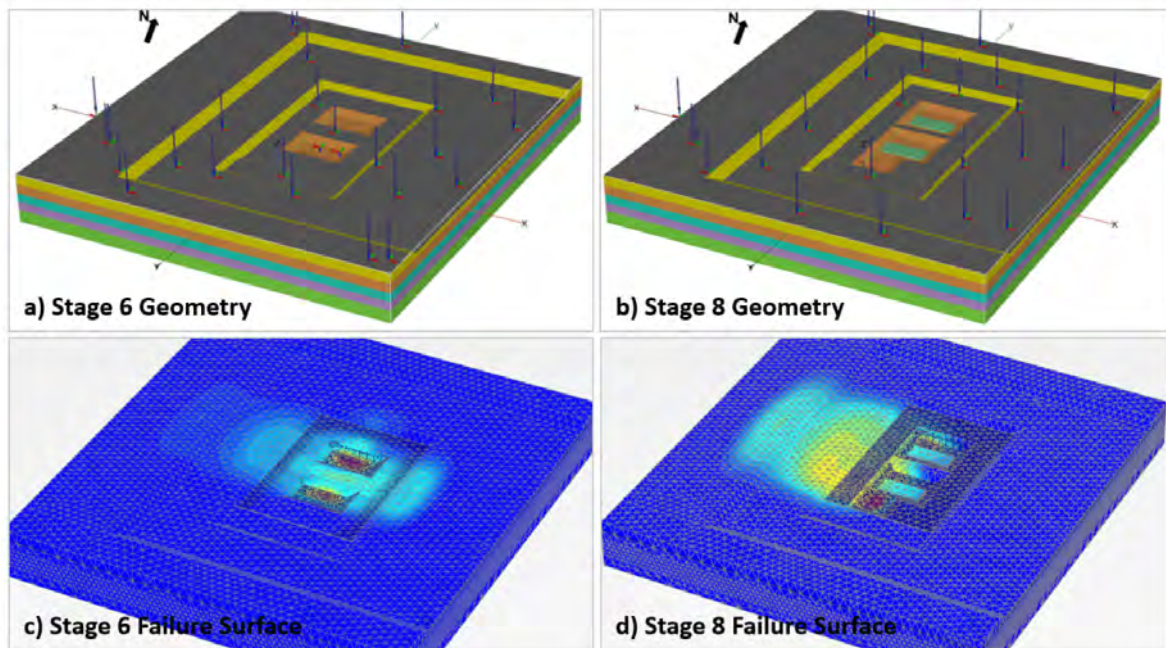 N
N
Y
Y
X
X
X
X
Y
Y
a) Stage 6 Geometry
b) Stage 8 Geometry
c) Stage 6 Failure Surface
d) Stage 8 Failure Surface